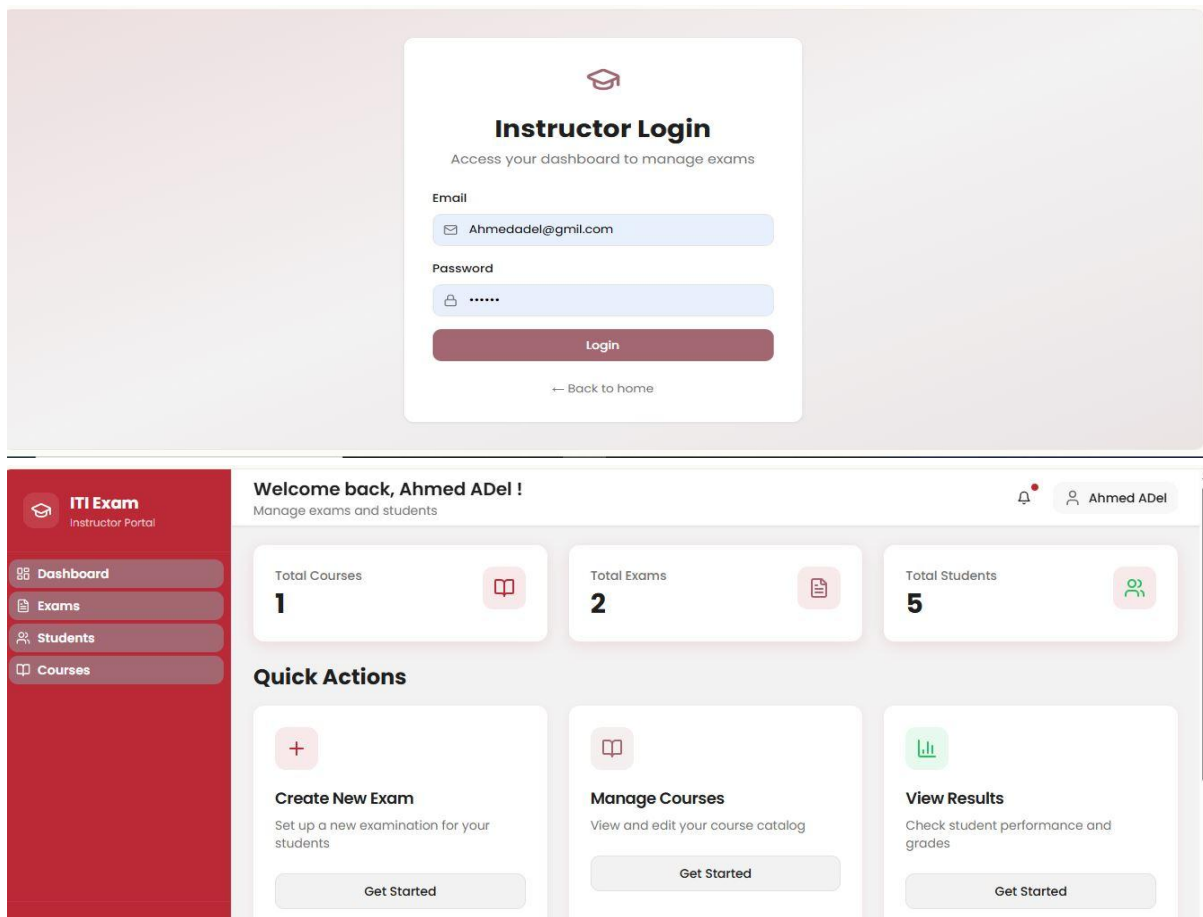 Instructor Login
Access your dashboard to manage exams
Email
Ahmedadel@gmil.com
Password
••••••
Login
← Back to home
ITI Exam
Instructor Portal
Dashboard
Exams
Students
Courses
Welcome back, Ahmed ADel !
Manage exams and students
Ahmed ADel
Total Courses
1
Total Exams
2
Total Students
5
Quick Actions
Create New Exam
Set up a new examination for your
students
Get Started
Manage Courses
View and edit your course catalog
Get Started
View Results
Check student performance and
grades
Get Started